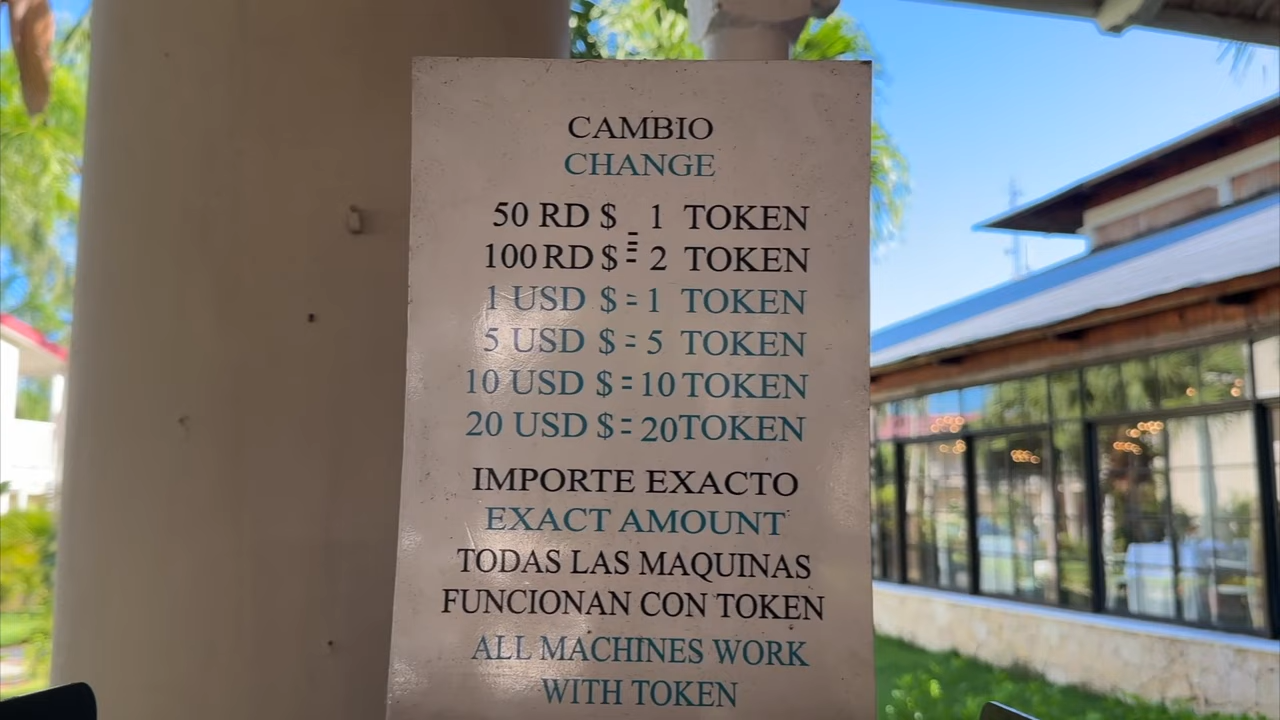 CAMBIO
CHANGE
50 RD $ = 1 TOKEN
100 RD $ = 2 TOKEN
1 USD $ = 1 TOKEN
5 USD $ = 5 TOKEN
10 USD $ = 10 TOKEN
20 USD $ = 20 TOKEN
IMPORTE EXACTO
EXACT AMOUNT
TODAS LAS MAQUINAS
FUNCIONAN CON TOKEN
ALL MACHINES WORK
WITH TOKEN